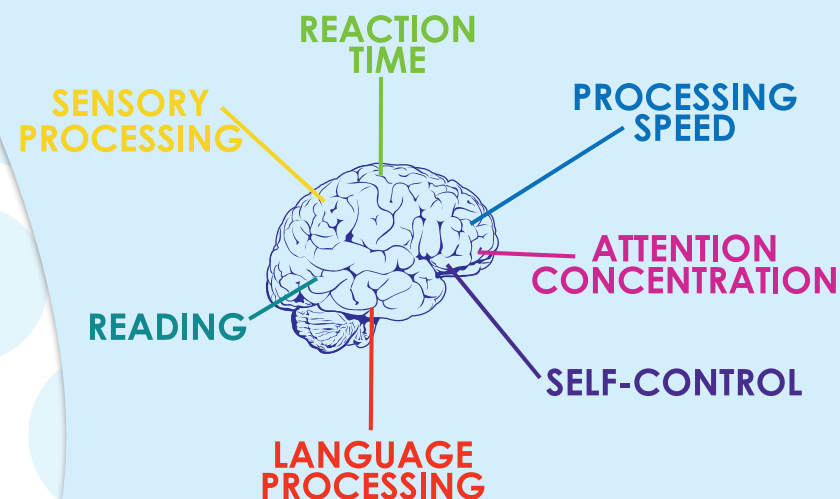 REACTION
TIME
SENSORY
PROCESSING
PROCESSING
SPEED
ATTENTION
CONCENTRATION
READING
SELF-CONTROL
LANGUAGE
PROCESSING